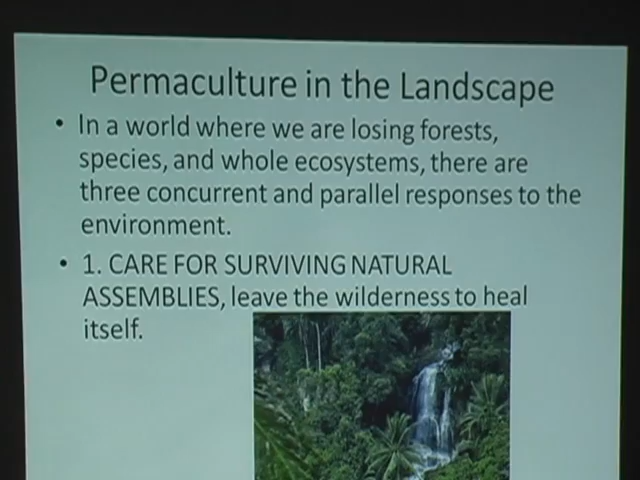 Permaculture in the Landscape
• In a world where we are losing forests,
species, and whole ecosystems, there are
three concurrent and parallel responses to the
environment.
• 1. CARE FOR SURVIVING NATURAL
ASSEMBLIES, leave the wilderness to heal
itself.